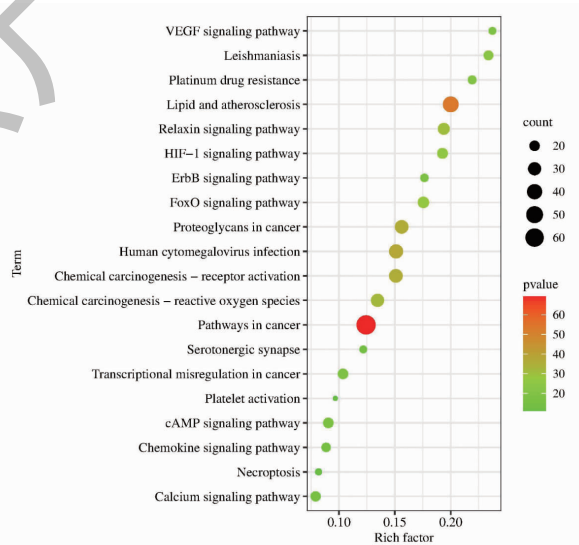 VEGF signaling pathway
Leishmaniasis
Platinum drug resistance
Lipid and atherosclerosis
Relaxin signaling pathway
HIF−1 signaling pathway
ErbB signaling pathway
FoxO signaling pathway
Proteoglycans in cancer
Human cytomegalovirus infection
Chemical carcinogenesis − receptor activation
Chemical carcinogenesis − reactive oxygen species
Pathways in cancer
Serotonergic synapse
Transcriptional misregulation in cancer
Platelet activation
cAMP signaling pathway
Chemokine signaling pathway
Necroptosis
Calcium signaling pathway
Term
0.10 0.15 0.20
Rich factor
count
20
30
40
50
60
pvalue
60
50
40
30
20